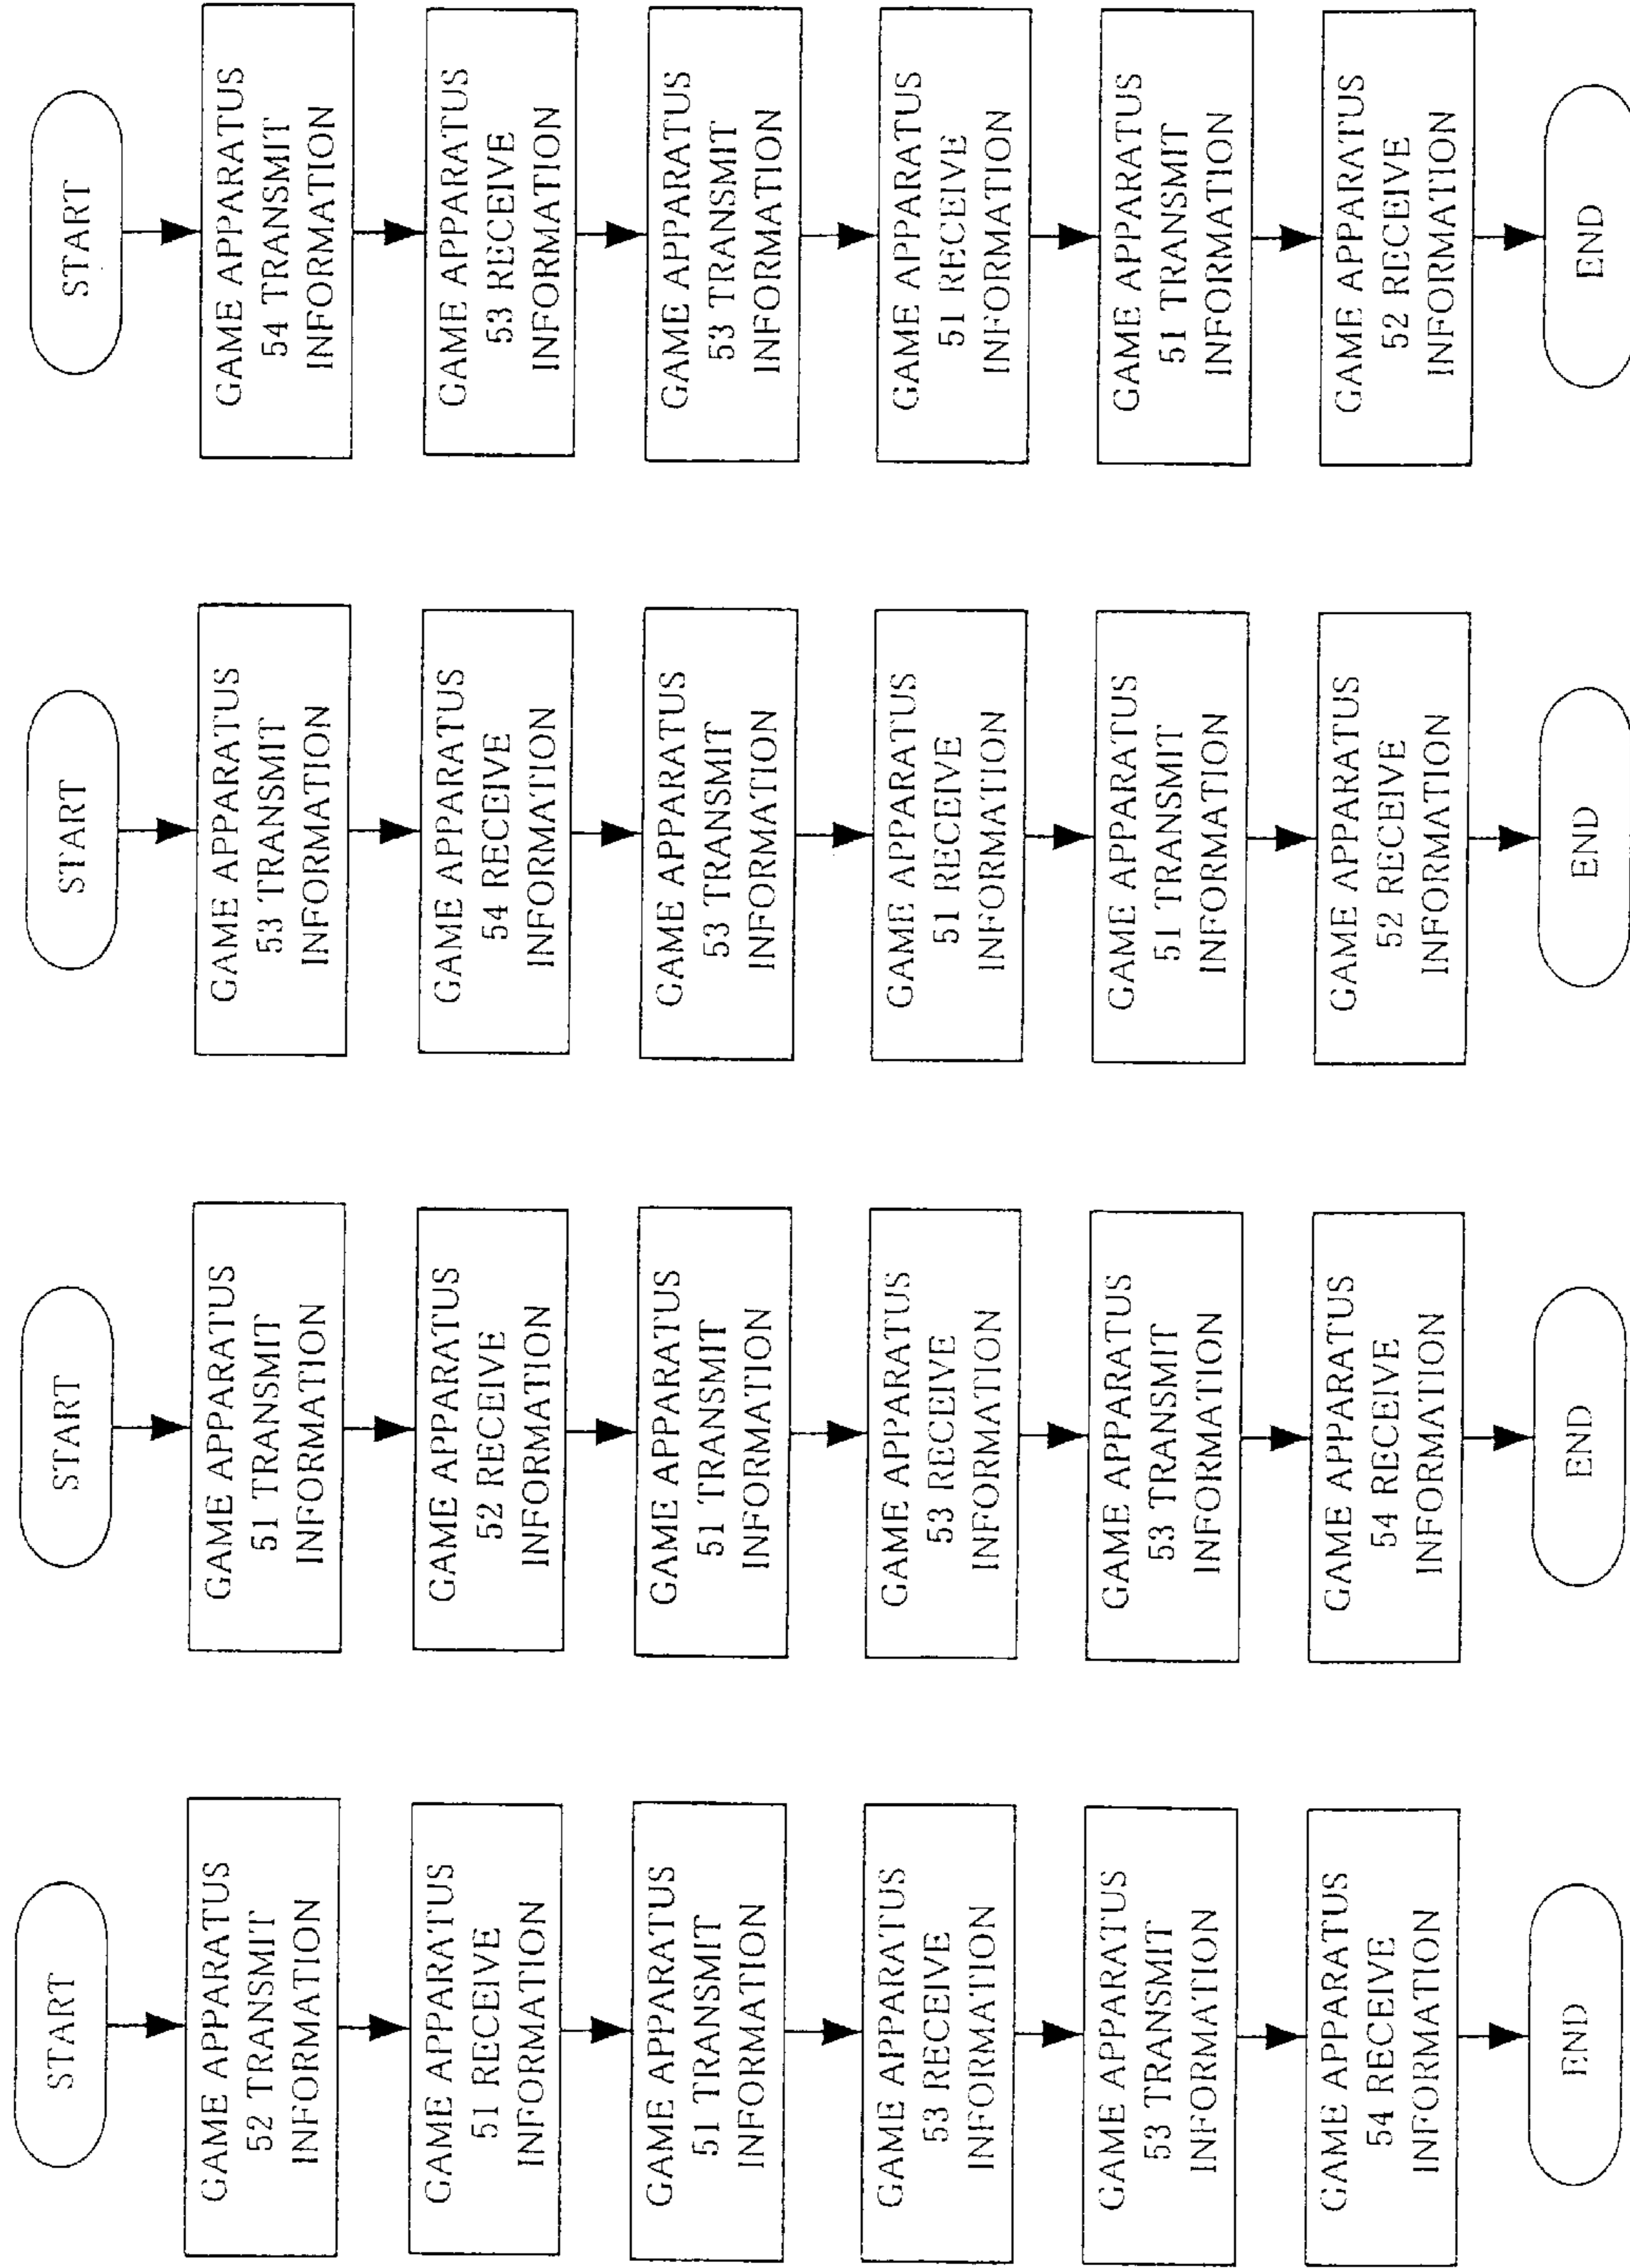 START
GAME APPARATUS
52 TRANSMIT
INFORMATION
GAME APPARATUS
51 RECEIVE
INFORMATION
GAME APPARATUS
51 TRANSMIT
INFORMATION
GAME APPARATUS
53 RECEIVE
INFORMATION
GAME APPARATUS
53 TRANSMIT
INFORMATION
GAME APPARATUS
54 RECEIVE
INFORMATION
END
START
GAME APPARATUS
51 TRANSMIT
INFORMATION
GAME APPARATUS
52 RECEIVE
INFORMATION
GAME APPARATUS
51 TRANSMIT
INFORMATION
GAME APPARATUS
53 RECEIVE
INFORMATION
GAME APPARATUS
53 TRANSMIT
INFORMATION
GAME APPARATUS
54 RECEIVE
INFORMATION
END
START
GAME APPARATUS
53 TRANSMIT
INFORMATION
GAME APPARATUS
54 RECEIVE
INFORMATION
GAME APPARATUS
53 TRANSMIT
INFORMATION
GAME APPARATUS
51 RECEIVE
INFORMATION
GAME APPARATUS
51 TRANSMIT
INFORMATION
GAME APPARATUS
52 RECEIVE
INFORMATION
END
START
GAME APPARATUS
54 TRANSMIT
INFORMATION
GAME APPARATUS
53 RECEIVE
INFORMATION
GAME APPARATUS
53 TRANSMIT
INFORMATION
GAME APPARATUS
51 RECEIVE
INFORMATION
GAME APPARATUS
51 TRANSMIT
INFORMATION
GAME APPARATUS
52 RECEIVE
INFORMATION
END